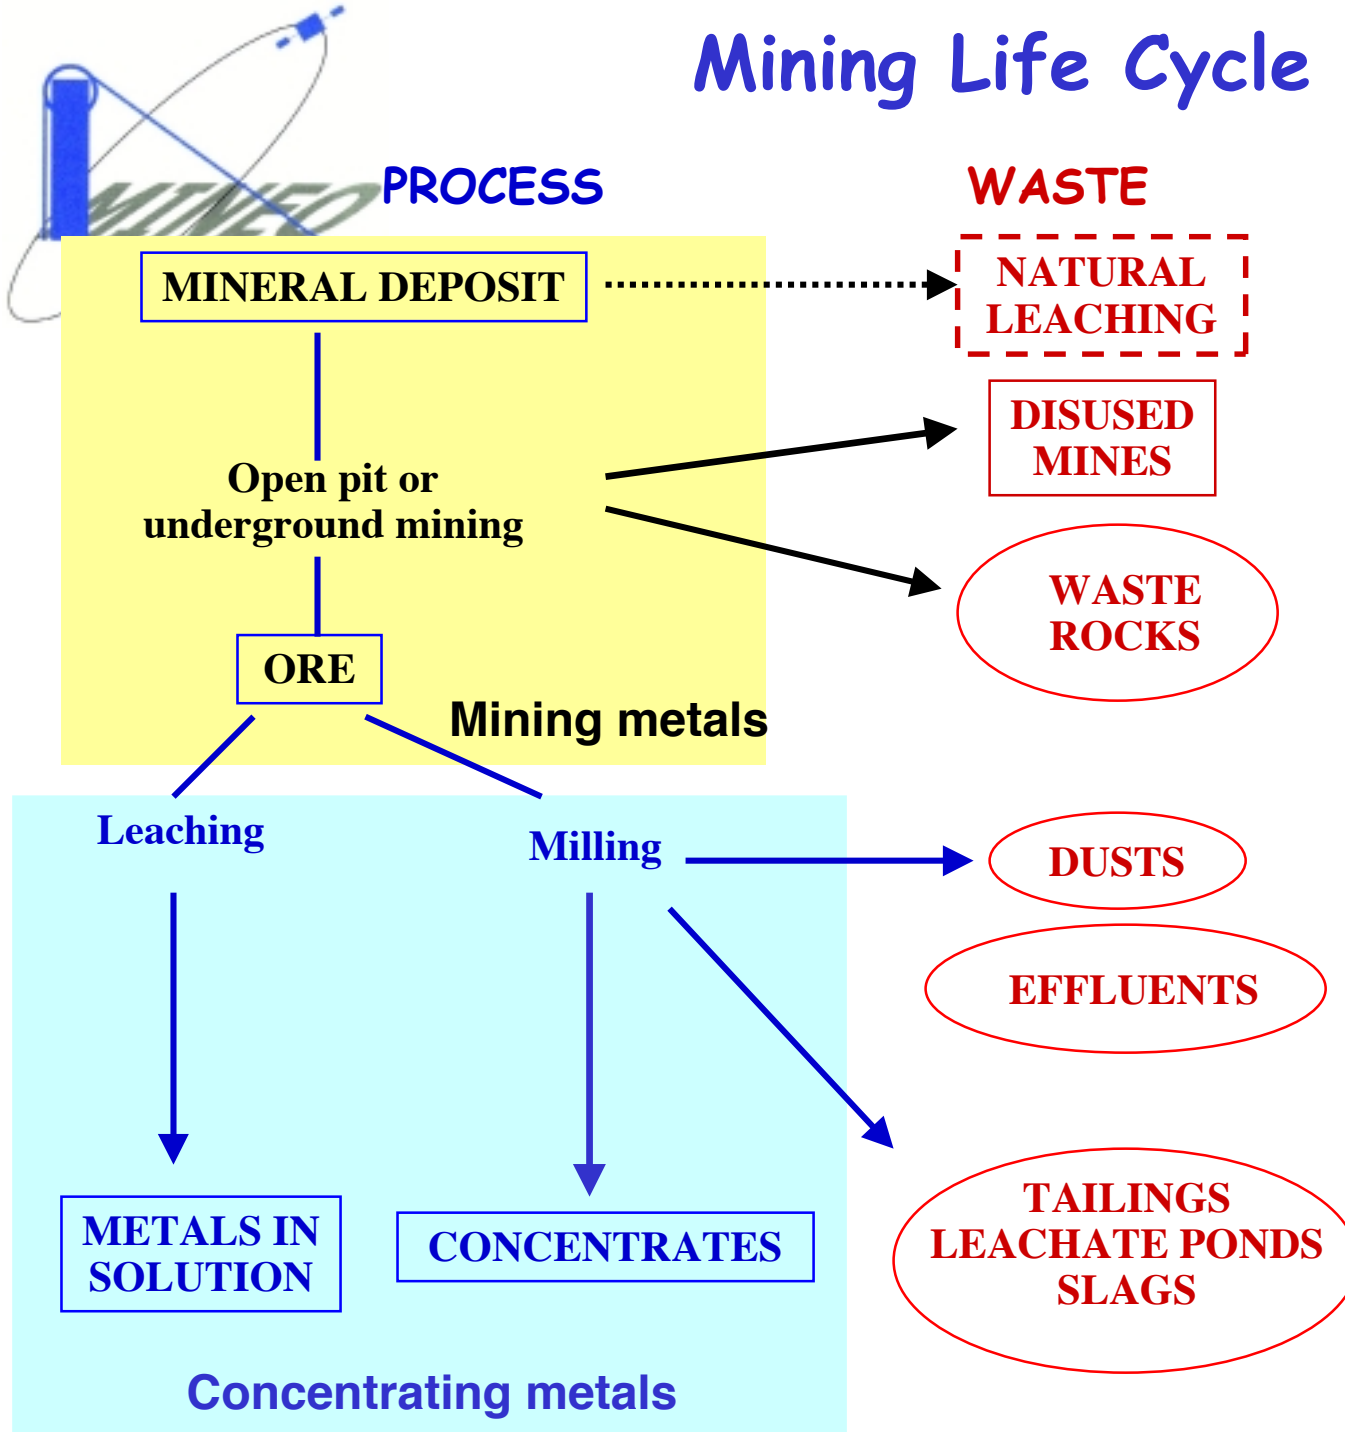 Mining Life Cycle
MINEO
PROCESS
WASTE
MINERAL DEPOSIT
NATURAL
LEACHING
DISUSED
MINES
Open pit or
underground mining
WASTE
ROCKS
ORE
Mining metals
Leaching
Milling
DUSTS
EFFLUENTS
METALS IN
SOLUTION
CONCENTRATES
TAILINGS
LEACHATE PONDS
SLAGS
Concentrating metals